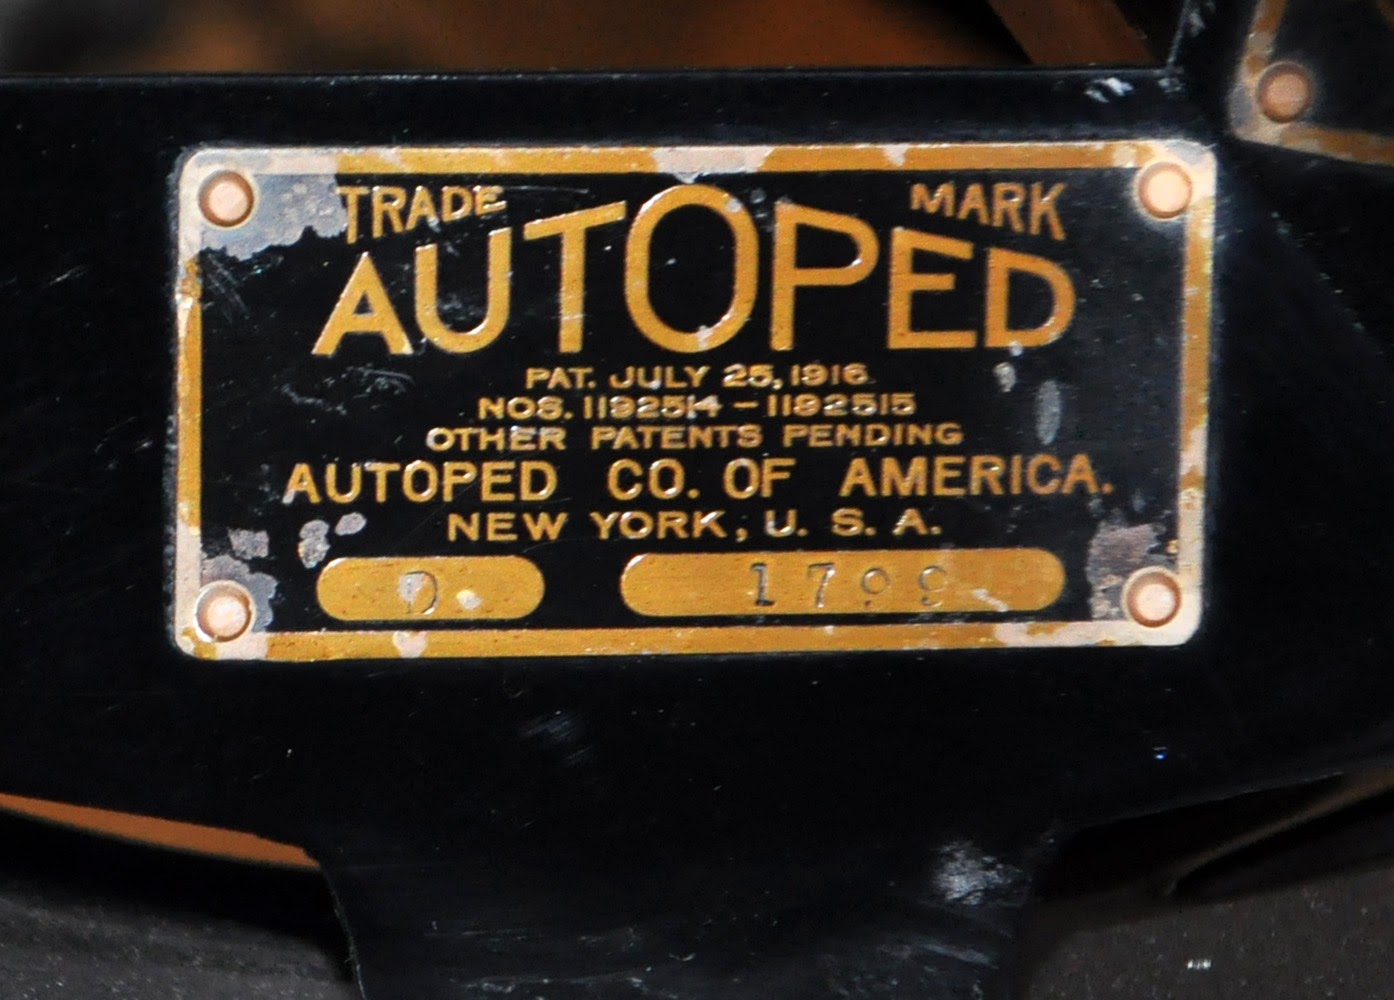 TRADE MARK
AUTOPED
PAT. JULY 25, 1916.
NOS. 1192514 – 1192515
OTHER PATENTS PENDING
AUTOPED CO. OF AMERICA.
NEW YORK, U. S. A.
D 1799